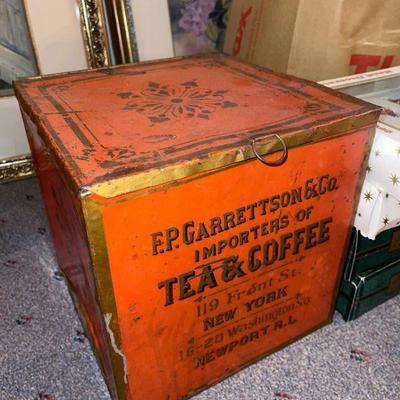 F.P. GARRETTSON & CO.
IMPORTERS OF
TEA & COFFEE
119 Front St.
NEW YORK
16-20 Washington Sq.
NEWPORT R.I.